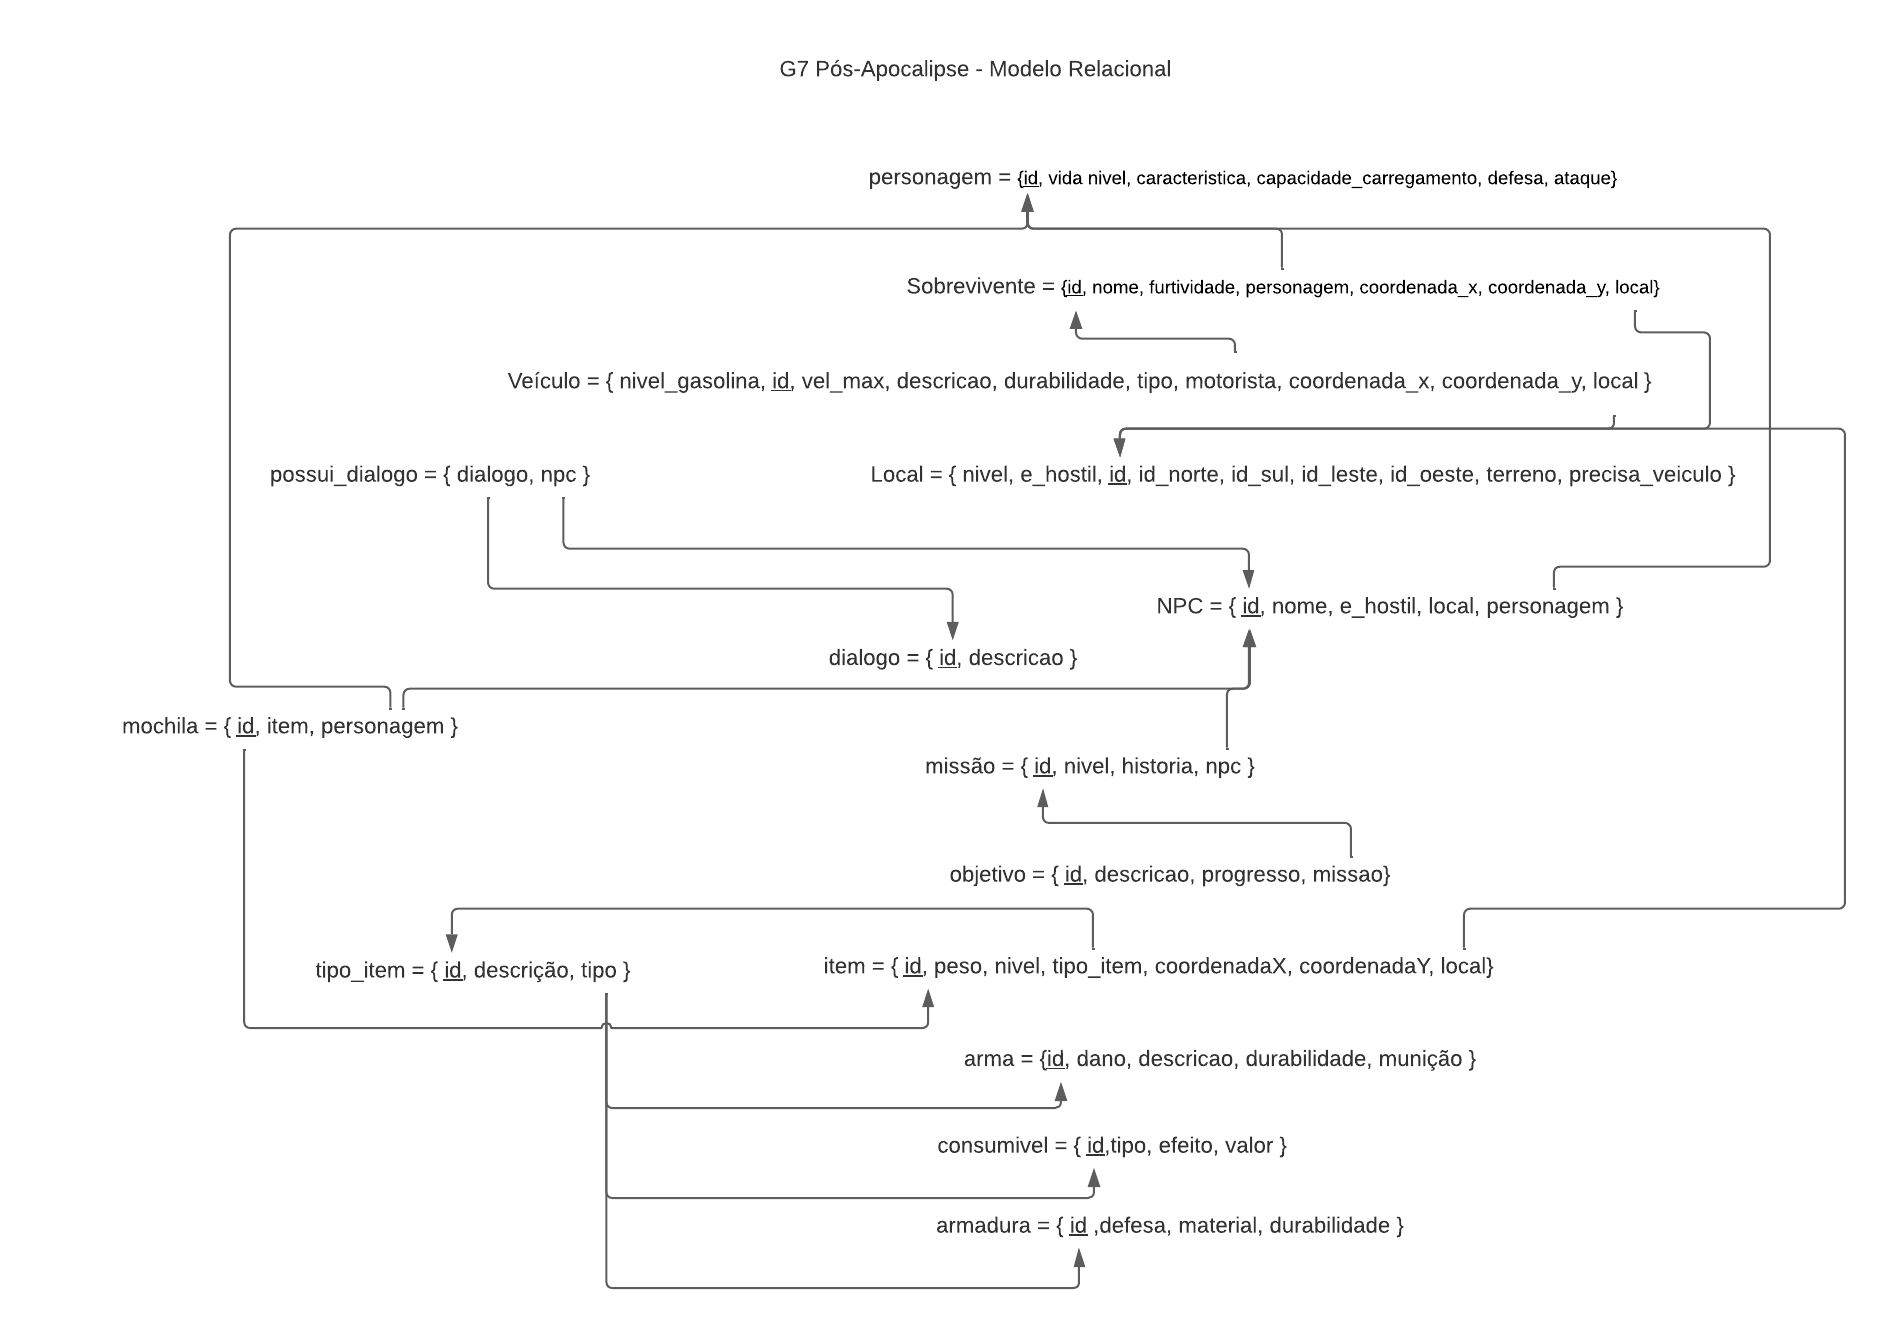 G7 Pós-Apocalipse - Modelo Relacional
personagem = {id, vida nivel, caracteristica, capacidade_carregamento, defesa, ataque}
Sobrevivente = {id, nome, furtividade, personagem, coordenada_x, coordenada_y, local}
Veículo = { nivel_gasolina, id, vel_max, descricao, durabilidade, tipo, motorista, coordenada_x, coordenada_y, local }
possui_dialogo = { dialogo, npc }
Local = { nivel, e_hostil, id, id_norte, id_sul, id_leste, id_oeste, terreno, precisa_veiculo }
NPC = { id, nome, e_hostil, local, personagem }
dialogo = { id, descricao }
mochila = { id, item, personagem }
missão = { id, nivel, historia, npc }
objetivo = { id, descricao, progresso, missao}
tipo_item = { id, descrição, tipo }
item = { id, peso, nivel, tipo_item, coordenadaX, coordenadaY, local}
arma = {id, dano, descricao, durabilidade, munição }
consumivel = { id,tipo, efeito, valor }
armadura = { id ,defesa, material, durabilidade }